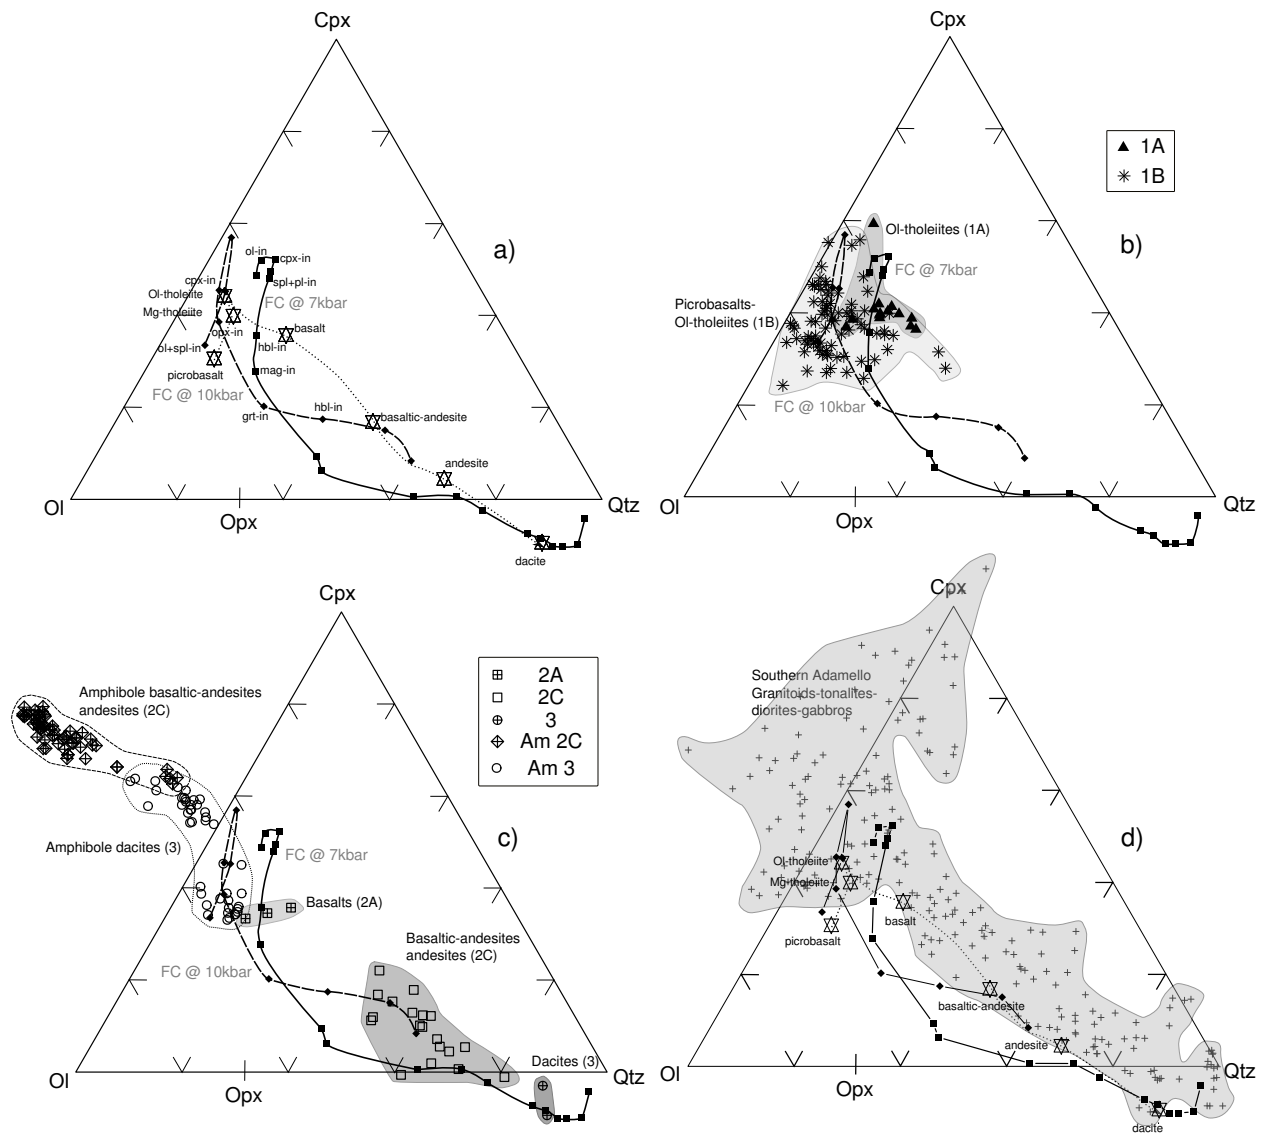 Cpx
a)
ol-in
cpx-in
cpx-in
spl+pl-in
Ol-tholeiite
FC @ 7kbar
Mg-tholeiite
opx-in
basalt
ol+spl-in
hbl-in
picrobasalt
mag-in
FC @ 10kbar
grt-in
hbl-in
basaltic-andesite
andesite
Ol
Opx
Qtz
dacite
Cpx
1A
1B
b)
Ol-tholeiites (1A)
FC @ 7kbar
Picrobasalts-
Ol-tholeiites (1B)
FC @ 10kbar
Ol
Opx
Qtz
Cpx
2A
2C
3
Am 2C
Am 3
Amphibole basaltic-andesites
andesites (2C)
c)
Amphibole dacites (3)
FC @ 7kbar
Basalts (2A)
Basaltic-andesites
andesites (2C)
FC @ 10kbar
Dacites (3)
Ol
Opx
Qtz
Cpx
Southern Adamello
Granitoids-tonalites-
diorites-gabbros
d)
Ol-tholeiite
Mg-tholeiite
basalt
picrobasalt
basaltic-andesite
andesite
Ol
Opx
Qtz
dacite